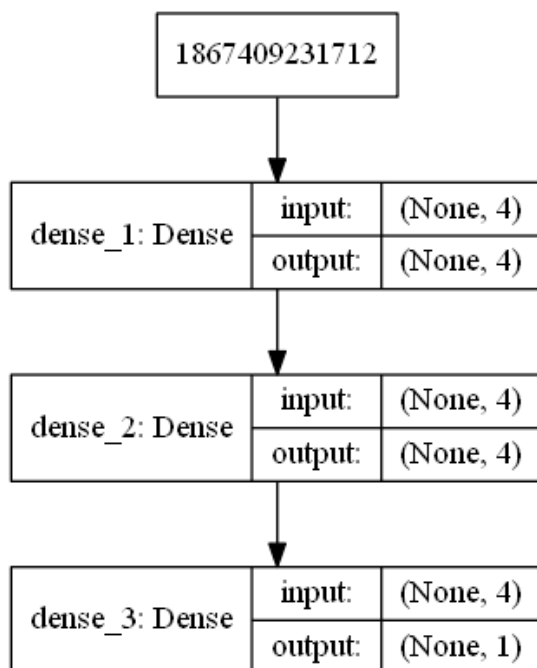 1867409231712
dense_1: Dense
input:
(None, 4)
output:
(None, 4)
dense_2: Dense
input:
(None, 4)
output:
(None, 4)
dense_3: Dense
input:
(None, 4)
output:
(None, 1)